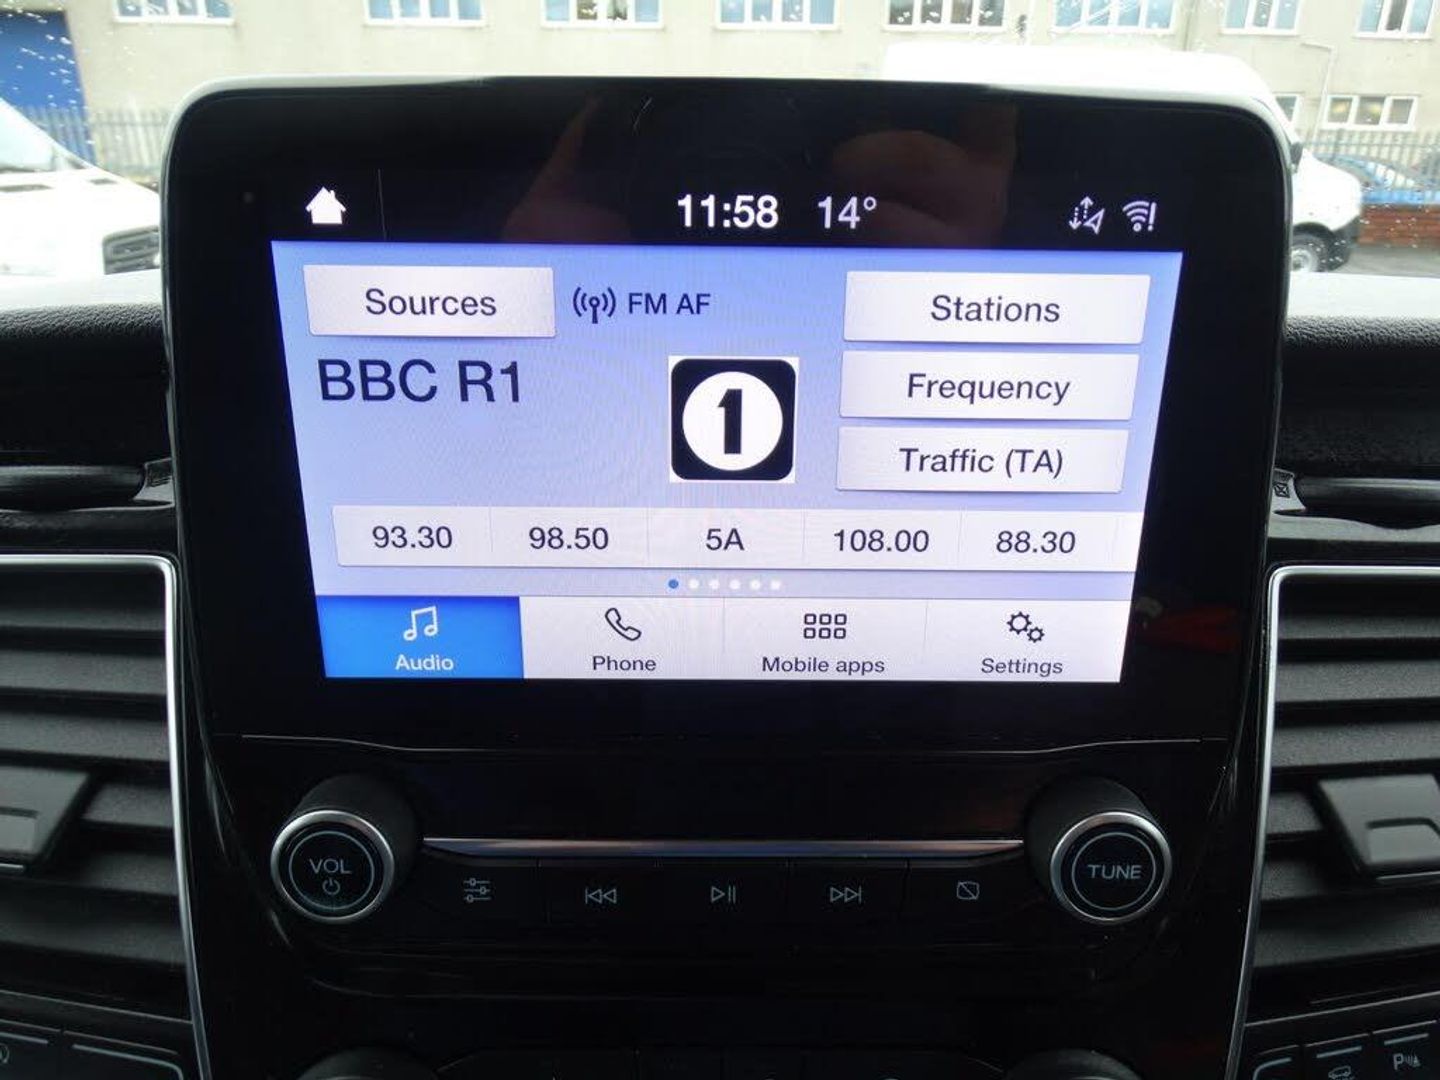 11:58 14°
Sources FM AF Stations
BBC R1
1
Frequency
Traffic (TA)
93.30 98.50 5A 108.00 88.30
Audio Phone Mobile apps Settings
VOL TUNE
P